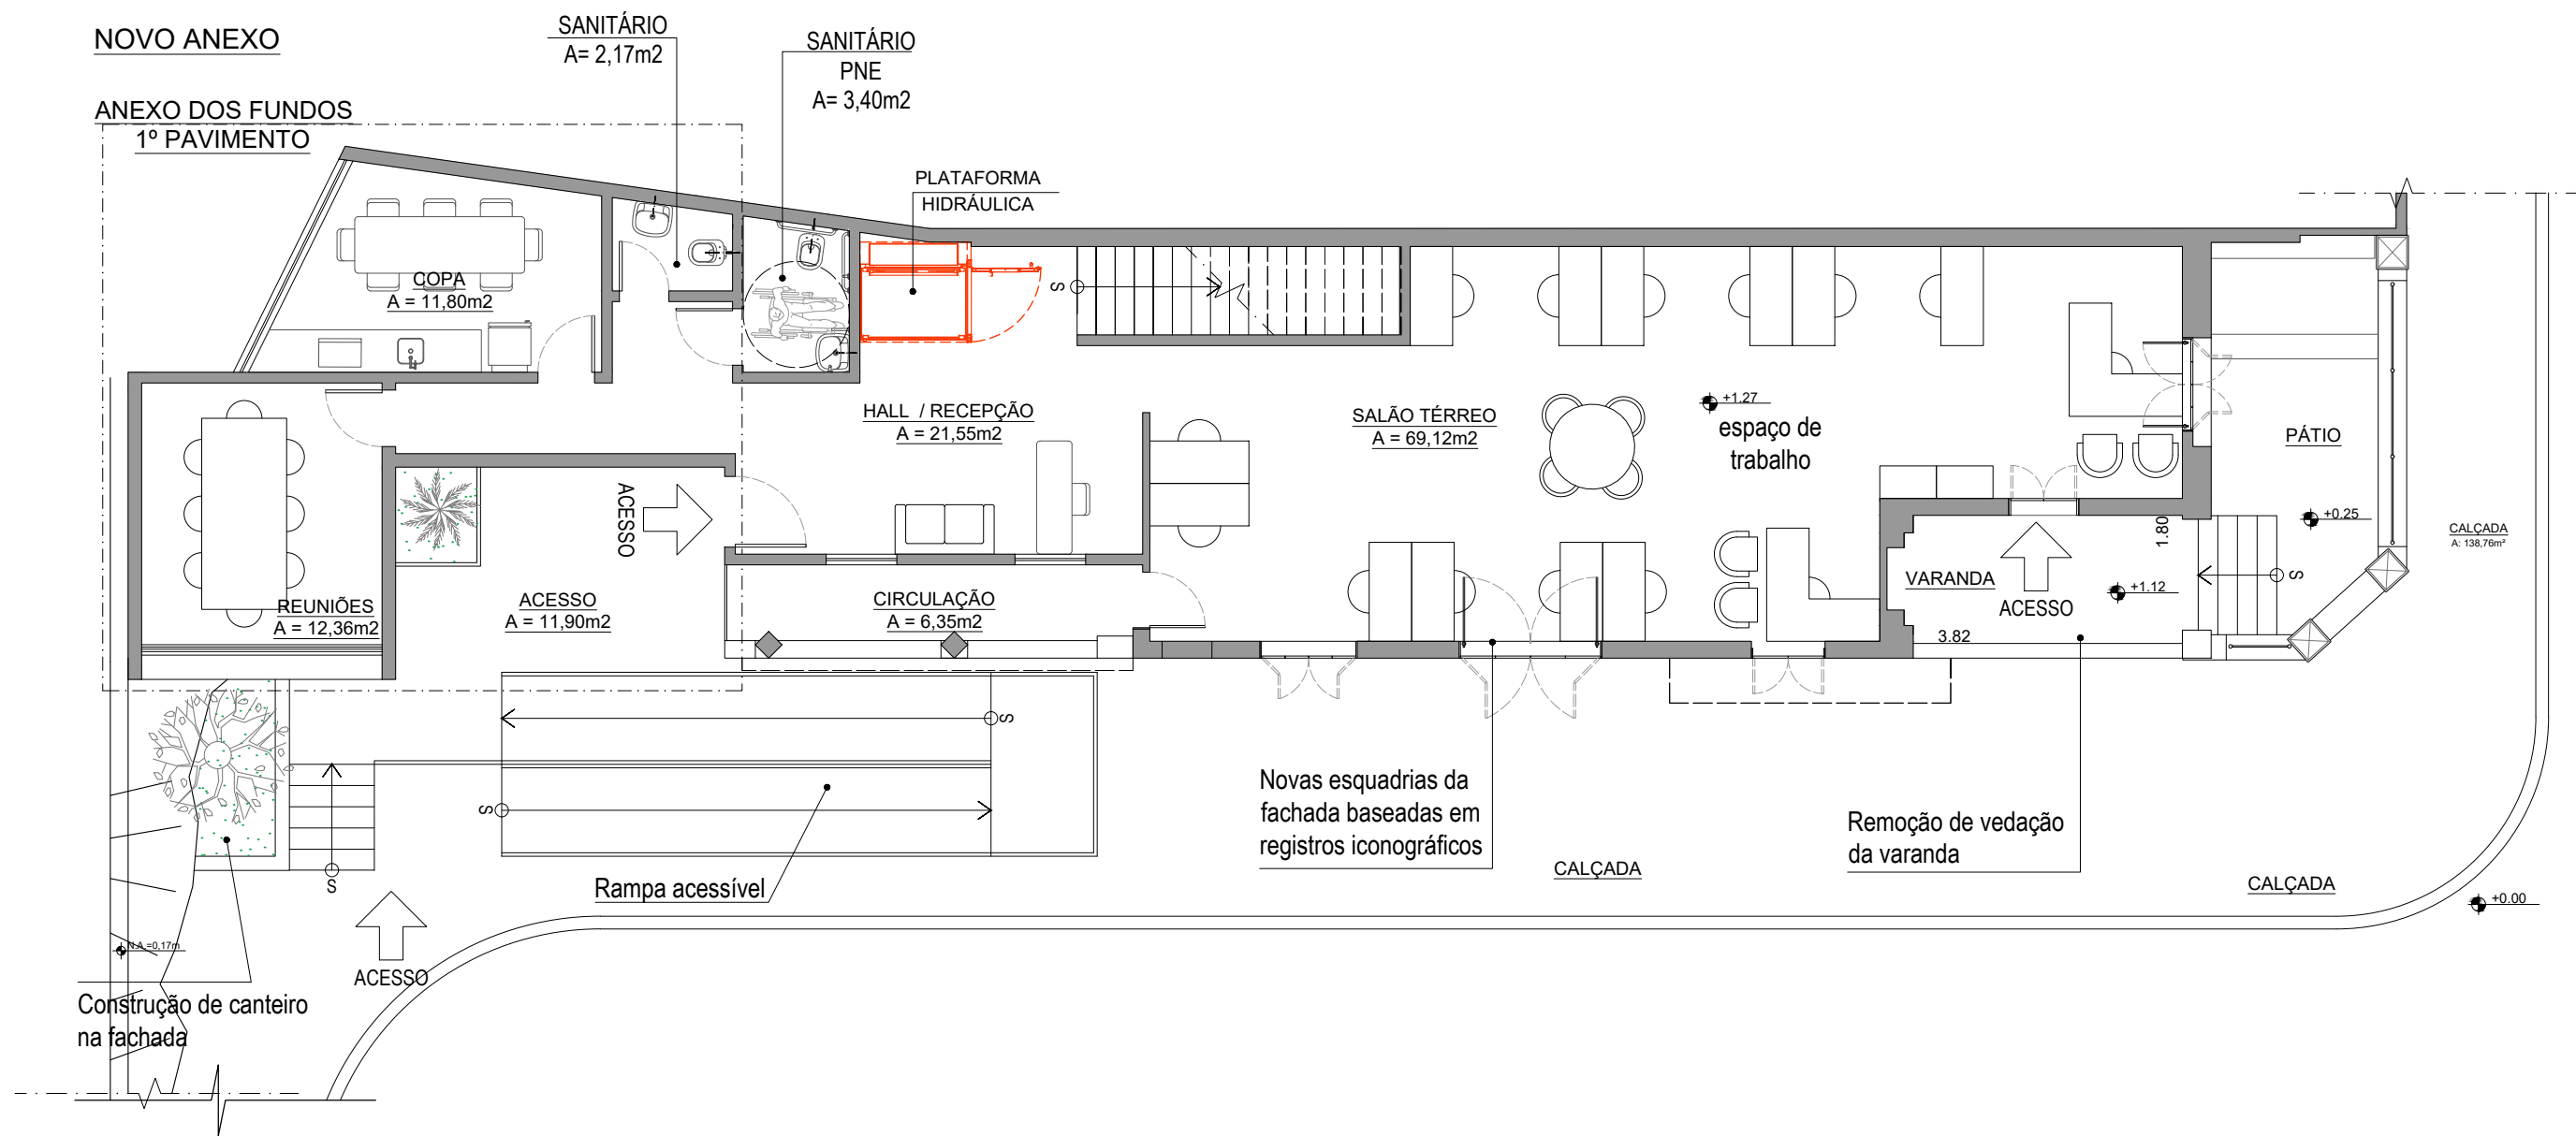 NOVO ANEXO
SANITÁRIO
A= 2,17m2
SANITÁRIO
PNE
A= 3,40m2
ANEXO DOS FUNDOS
1º PAVIMENTO
PLATAFORMA
HIDRÁULICA
COPA
A = 11,80m2
S
HALL / RECEPÇÃO
A = 21,55m2
SALÃO TÉRREO
A = 69,12m2
+1.27
espaço de
trabalho
PÁTIO
+0.25
CALÇADA
A: 138,76m²
ACESSO
1.80
VARANDA
+1.12
ACESSO
S
3.82
REUNIÕES
A = 12,36m2
ACESSO
A = 11,90m2
CIRCULAÇÃO
A = 6,35m2
S
S
S
Novas esquadrias da
fachada baseadas em
registros iconográficos
Remoção de vedação
da varanda
Rampa acessível
CALÇADA
CALÇADA
+0.00
N.A.=0,17m
ACESSO
Construção de canteiro
na fachada